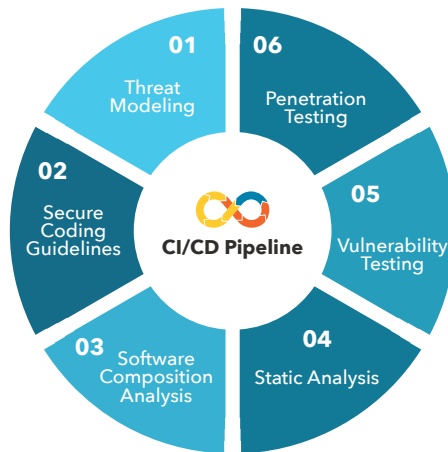 01
Threat
Modeling
02
Secure
Coding
Guidelines
03
Software
Composition
Analysis
04
Static Analysis
05
Vulnerability
Testing
06
Penetration
Testing
CI/CD Pipeline